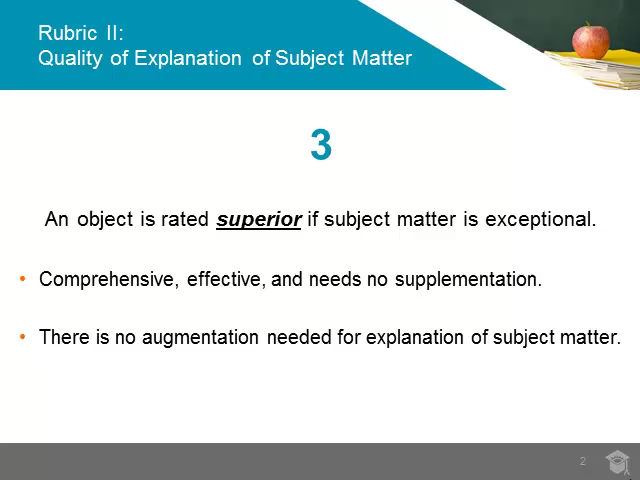 Rubric II:
Quality of Explanation of Subject Matter
3
An object is rated superior if subject matter is exceptional.
• Comprehensive, effective, and needs no supplementation.
• There is no augmentation needed for explanation of subject matter.
2